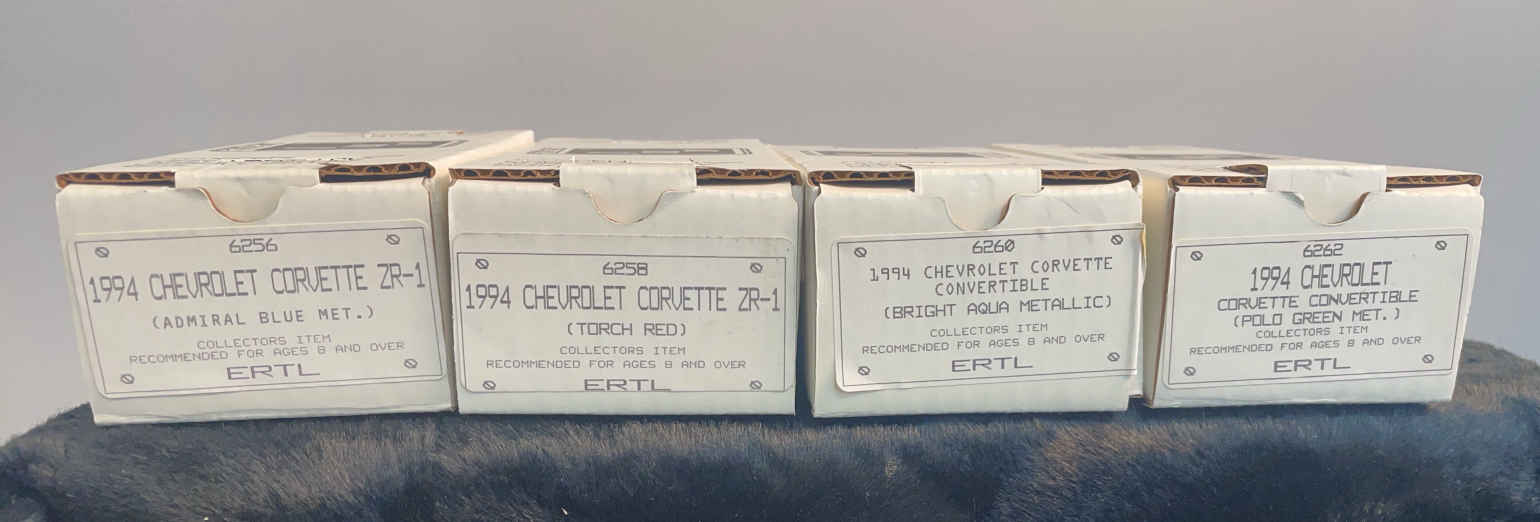 6256
1994 CHEVROLET CORVETTE ZR-1
(ADMIRAL BLUE MET.)
COLLECTORS ITEM
RECOMMENDED FOR AGES 8 AND OVER
ERTL
6258
1994 CHEVROLET CORVETTE ZR-1
(TORCH RED)
COLLECTORS ITEM
RECOMMENDED FOR AGES 8 AND OVER
ERTL
6260
1994 CHEVROLET CORVETTE
CONVERTIBLE
(BRIGHT AQUA METALLIC)
COLLECTORS ITEM
RECOMMENDED FOR AGES 8 AND OVER
ERTL
6262
1994 CHEVROLET
CORVETTE CONVERTIBLE
(POLO GREEN MET.)
COLLECTORS ITEM
RECOMMENDED FOR AGES 8 AND OVER
ERTL